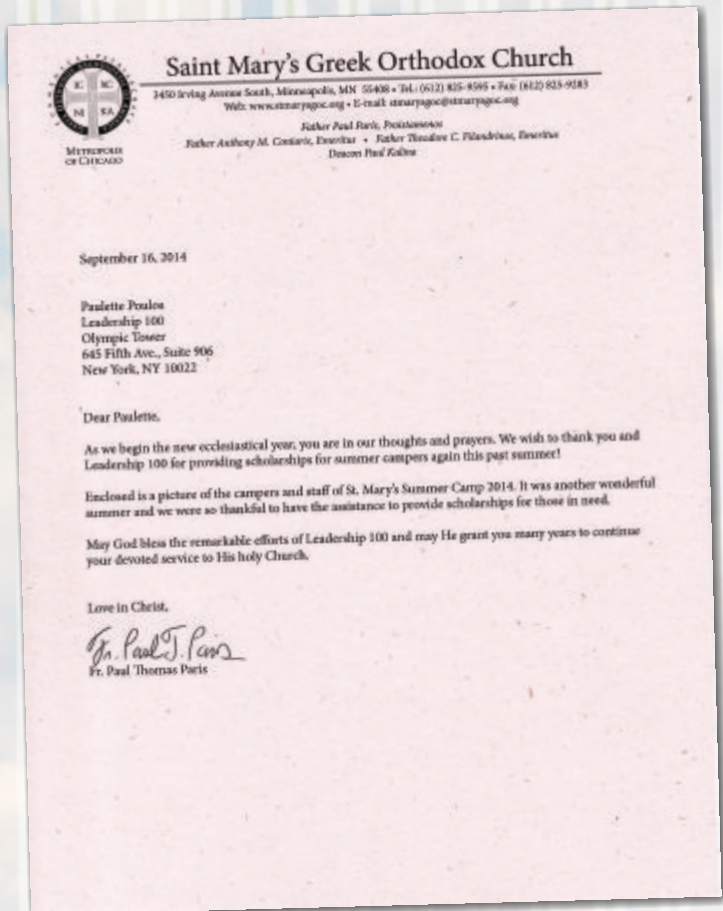 Saint Mary's Greek Orthodox Church
3450 Irving Avenue South, Minneapolis, MN 55408 • Tel.: (612) 825-9595 • Fax: (612) 825-9283
Web: www.stmarysgoc.org • E-mail: stmarysgoc@stmarysgoc.org
Father Paul Paris, Proistamenos
Father Anthony M. Coniaris, Emeritus • Father Theodore C. Emeritus
Deacon Paul
IC XC
NI KA
METROPOLIS
OF CHICAGO
September 16, 2014
Paulette Poulos
Leadership 100
Olympic Tower
645 Fifth Ave., Suite 906
New York, NY 10022
Dear Paulette,
As we begin the new ecclesiastical year, you are in our thoughts and prayers. We wish to thank you and
Leadership 100 for providing scholarships for summer campers again this past summer!
Enclosed is a picture of the campers and staff of St. Mary's Summer Camp 2014. It was another wonderful
summer and we were so thankful to have the assistance to provide scholarships for those in need.
May God bless the remarkable efforts of Leadership 100 and may He grant you many years to continue
your devoted service to His holy Church.
Love in Christ,
Fr. Paul T. Paris
Fr. Paul Thomas Paris